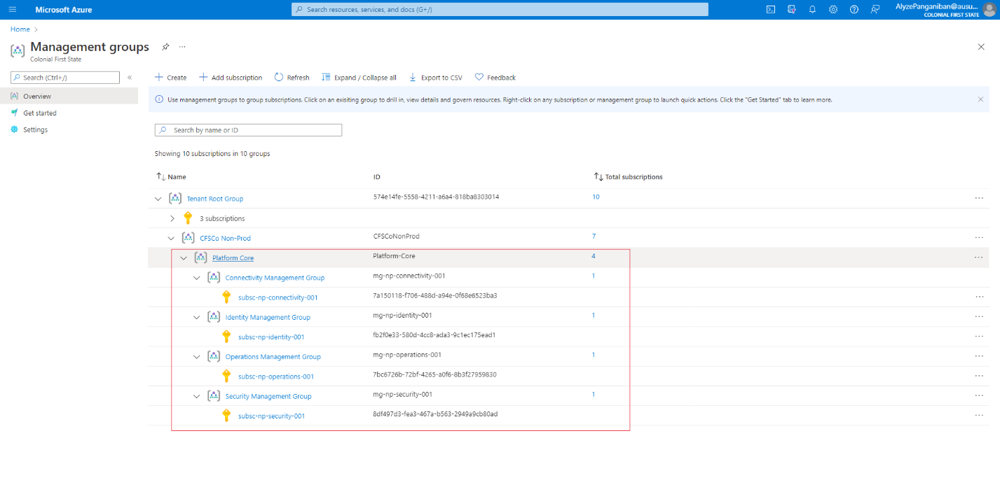 Microsoft Azure
Search resources, services, and docs (G+/)
AlyzePanganiban@ausu...
COLONIAL FIRST STATE
Home
Management groups
...
Colonial First State
Search (Ctrl+/)
«
Create
Add subscription
Refresh
Expand / Collapse all
Export to CSV
Feedback
Overview
Get started
Settings
Use management groups to group subscriptions. Click on an exisiting group to drill in, view details and govern resources. Right-click on any subscription or management group to launch quick actions. Click the "Get Started" tab to learn more.
Search by name or ID
Showing 10 subscriptions in 10 groups
Name ID Total subscriptions
Tenant Root Group 574e14fe-5558-4211-a6a4-818ba8303014 10 ...
3 subscriptions
CFSCo Non-Prod CFSCoNonProd 7 ...
Platform Core Platform-Core 4 ...
Connectivity Management Group mg-np-connectivity-001 1
subsc-np-connectivity-001 7a150118-f706-488d-a94e-0f68e6523ba3 ...
Identity Management Group mg-np-identity-001 1 ...
subsc-np-identity-001 fb2f0e33-580d-4cc8-ada3-9c1ec175ead1 ...
Operations Management Group mg-np-operations-001 1 ...
subsc-np-operations-001 7bc6726b-72bf-4265-a0f6-8b3f27959830 ...
Security Management Group mg-np-security-001 1 ...
subsc-np-security-001 8df497d3-fea3-467a-b563-2949a9cb80ad ...